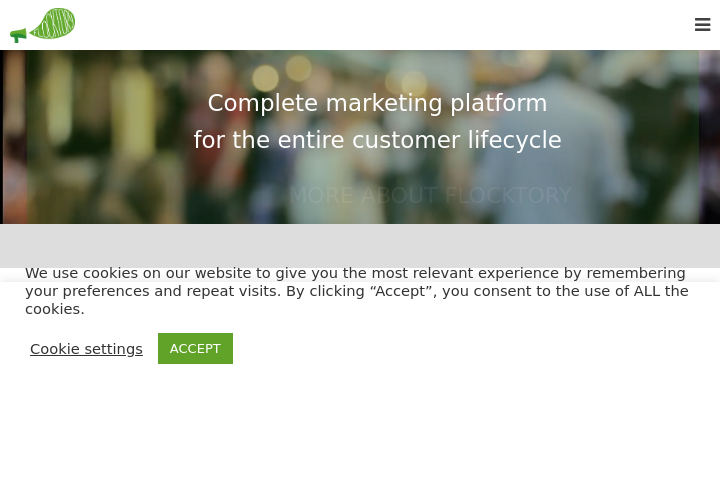 Complete marketing platform
for the entire customer lifecycle
MORE ABOUT FLOCKTORY
We use cookies on our website to give you the most relevant experience by remembering
your preferences and repeat visits. By clicking “Accept”, you consent to the use of ALL the
cookies.
Cookie settings ACCEPT